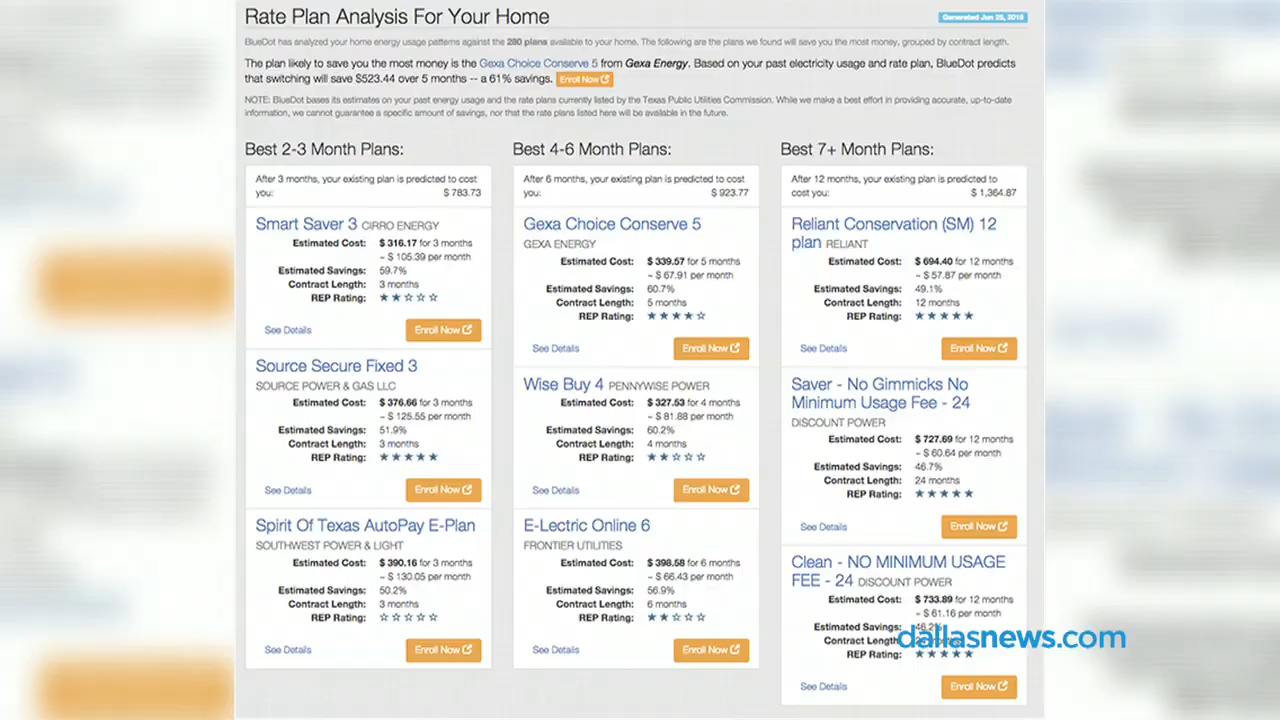 Rate Plan Analysis For Your Home
Generated Jun 25, 2015
BlueDot has analyzed your home energy usage patterns against the 280 plans available to your home. The following are the plans we found will save you the most money, grouped by contract length.
The plan likely to save you the most money is the Gexa Choice Conserve 5 from Gexa Energy. Based on your past electricity usage and rate plan, BlueDot predicts
that switching will save $523.44 over 5 months -- a 61% savings. Enroll Now
NOTE: BlueDot bases its estimates on your past energy usage and the rate plans currently listed by the Texas Public Utilities Commission. While we make a best effort in providing accurate, up-to-date
information, we cannot guarantee a specific amount of savings, nor that the rate plans listed here will be available in the future.
Best 2-3 Month Plans:
After 3 months, your existing plan is predicted to cost
you: $ 783.73
Smart Saver 3 CIRRO ENERGY
Estimated Cost: $ 316.17 for 3 months
~ $ 105.39 per month
Estimated Savings: 59.7%
Contract Length: 3 months
REP Rating: ★★☆☆☆
See Details Enroll Now
Source Secure Fixed 3
SOURCE POWER & GAS LLC
Estimated Cost: $ 376.66 for 3 months
~ $ 125.55 per month
Estimated Savings: 51.9%
Contract Length: 3 months
REP Rating: ★★★★★
See Details Enroll Now
Spirit Of Texas AutoPay E-Plan
SOUTHWEST POWER & LIGHT
Estimated Cost: $ 390.16 for 3 months
~ $ 130.05 per month
Estimated Savings: 50.2%
Contract Length: 3 months
REP Rating: ☆☆☆☆☆
See Details Enroll Now
Best 4-6 Month Plans:
After 6 months, your existing plan is predicted to cost
you: $ 923.77
Gexa Choice Conserve 5
GEXA ENERGY
Estimated Cost: $ 339.57 for 5 months
~ $ 67.91 per month
Estimated Savings: 60.7%
Contract Length: 5 months
REP Rating: ★★★★☆
See Details Enroll Now
Wise Buy 4 PENNYWISE POWER
Estimated Cost: $ 327.53 for 4 months
~ $ 81.88 per month
Estimated Savings: 60.2%
Contract Length: 4 months
REP Rating: ★★☆☆☆
See Details Enroll Now
E-Lectric Online 6
FRONTIER UTILITIES
Estimated Cost: $ 398.58 for 6 months
~ $ 66.43 per month
Estimated Savings: 56.9%
Contract Length: 6 months
REP Rating: ★★☆☆☆
See Details Enroll Now
Best 7+ Month Plans:
After 12 months, your existing plan is predicted to
cost you: $ 1,364.87
Reliant Conservation (SM) 12
plan RELIANT
Estimated Cost: $ 694.40 for 12 months
~ $ 57.87 per month
Estimated Savings: 49.1%
Contract Length: 12 months
REP Rating: ★★★★★
See Details Enroll Now
Saver - No Gimmicks No
Minimum Usage Fee - 24
DISCOUNT POWER
Estimated Cost: $ 727.69 for 12 months
~ $ 60.64 per month
Estimated Savings: 46.7%
Contract Length: 24 months
REP Rating: ★★★★★
See Details Enroll Now
Clean - NO MINIMUM USAGE
FEE - 24 DISCOUNT POWER
Estimated Cost: $ 733.89 for 12 months
~ $ 61.16 per month
Estimated Savings: 46.2%
Contract Length:
REP Rating: ★★★★★
See Details Enroll Now
dallasnews.com